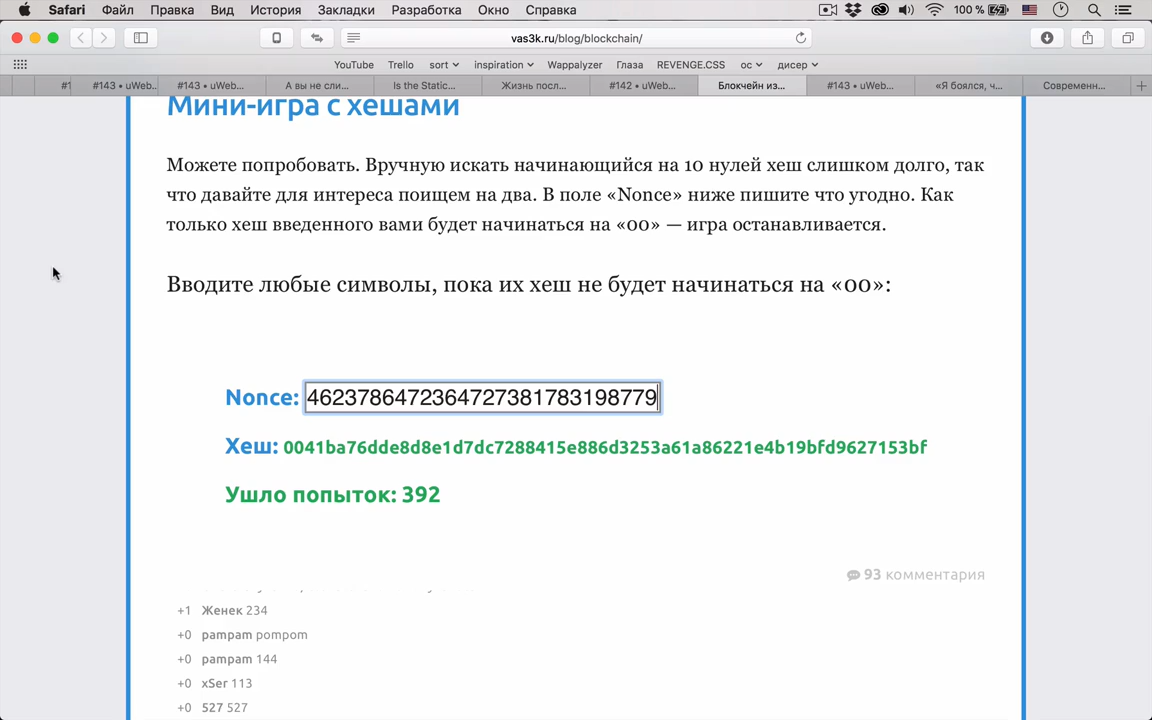 Safari Файл Правка Вид История Закладки Разработка Окно Справка 100 %
vas3k.ru/blog/blockchain/
YouTube Trello sort inspiration Wappalyzer Глаза REVENGE.CSS ос дисер
#1 #143 • uWeb... #143 • uWeb... А вы не сли... Is the Static... Жизнь посл... #142 • uWeb... Блокчейн из... #143 • uWeb... «Я боялся, ч... Современн...
Мини-игра с хешами
Можете попробовать. Вручную искать начинающийся на 10 нулей хеш слишком долго, так
что давайте для интереса поищем на два. В поле «Nonce» ниже пишите что угодно. Как
только хеш введенного вами будет начинаться на «00» — игра останавливается.
Вводите любые символы, пока их хеш не будет начинаться на «00»:
Nonce: 4623786472364727381783198779
Хеш: 0041ba76dde8d8e1d7dc7288415e886d3253a61a86221e4b19bfd9627153bf
Ушло попыток: 392
93 комментария
+1 Женек 234
+0 pampam pompom
+0 pampam 144
+0 xSer 113
+0 527 527